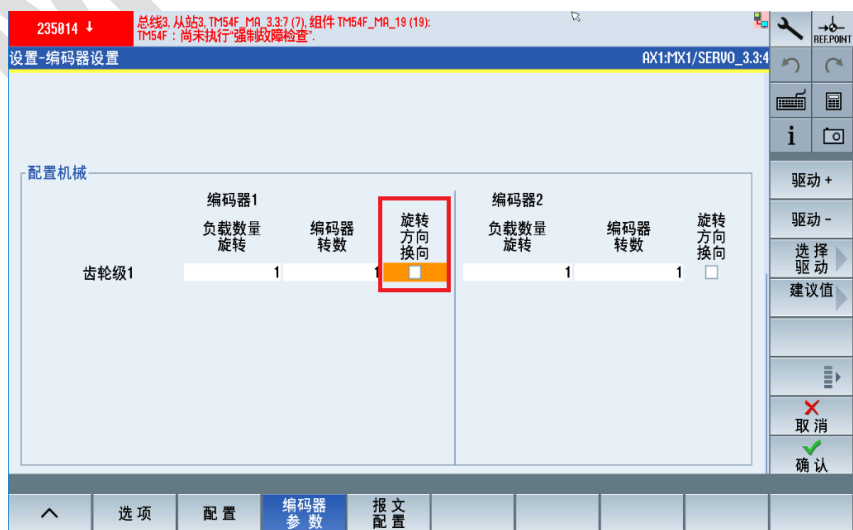 235014 ↓
总线3, 从站3, TM54F_MA_3.3:7 (7), 组件 TM54F_MA_19 (19):
TM54F : 尚未执行"强制故障检查".
REF.POINT
设置-编码器设置
AX1:MX1/SERVO_3.3:4
i
配置机械
编码器1
编码器2
负载数量
旋转
编码器
转数
旋转
方向
换向
负载数量
旋转
编码器
转数
旋转
方向
换向
齿轮级1
1
1
1
1
驱动 +
驱动 -
选 择
驱 动
建议值
取 消
确 认
选 项
配 置
编码器
参 数
报 文
配 置